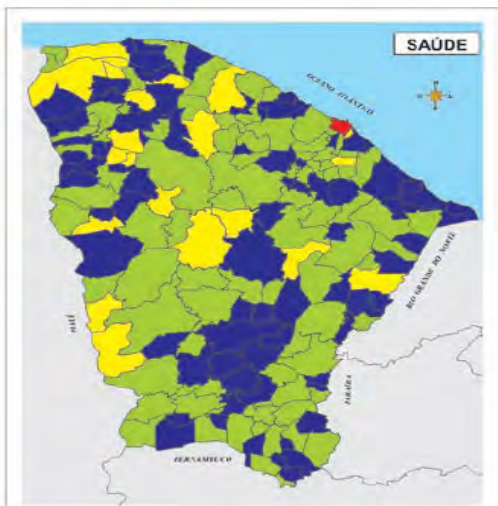 SAÚDE
OCEANO ATLÂNTICO
RIO GRANDE DO NORTE
PIAUÍ
PARAÍBA
PERNAMBUCO